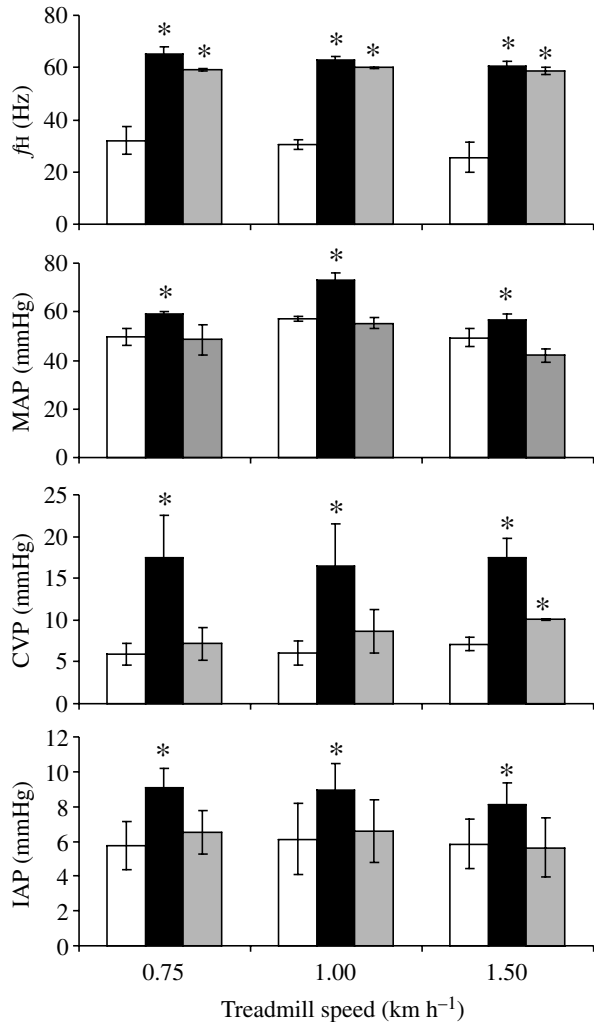 80
60
40
20
0
fH (Hz)
* * * * * *
80
60
40
20
0
MAP (mmHg)
* * *
25
20
15
10
5
0
CVP (mmHg)
* * * *
12
10
8
6
4
2
0
IAP (mmHg)
* * *
0.75 1.00 1.50
Treadmill speed (km h–1)